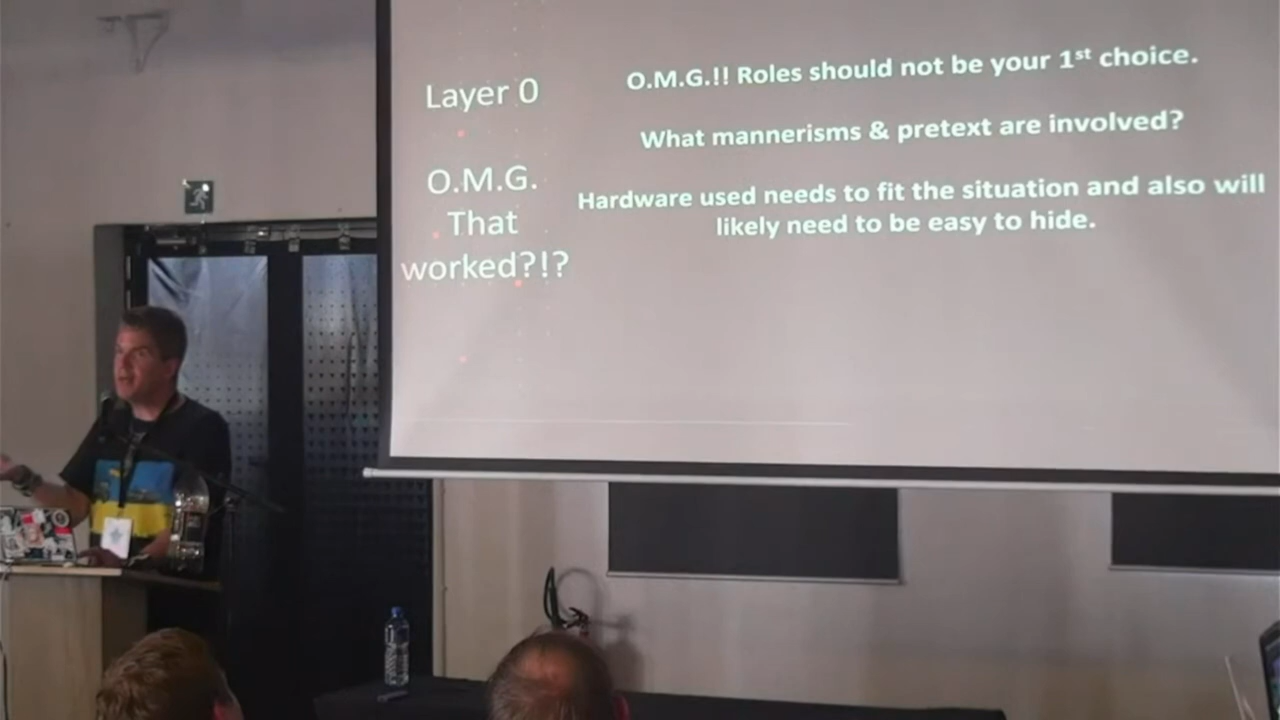 Layer 0
O.M.G.
That
worked?!?
O.M.G.!! Roles should not be your 1st choice.
What mannerisms & pretext are involved?
Hardware used needs to fit the situation and also will
likely need to be easy to hide.